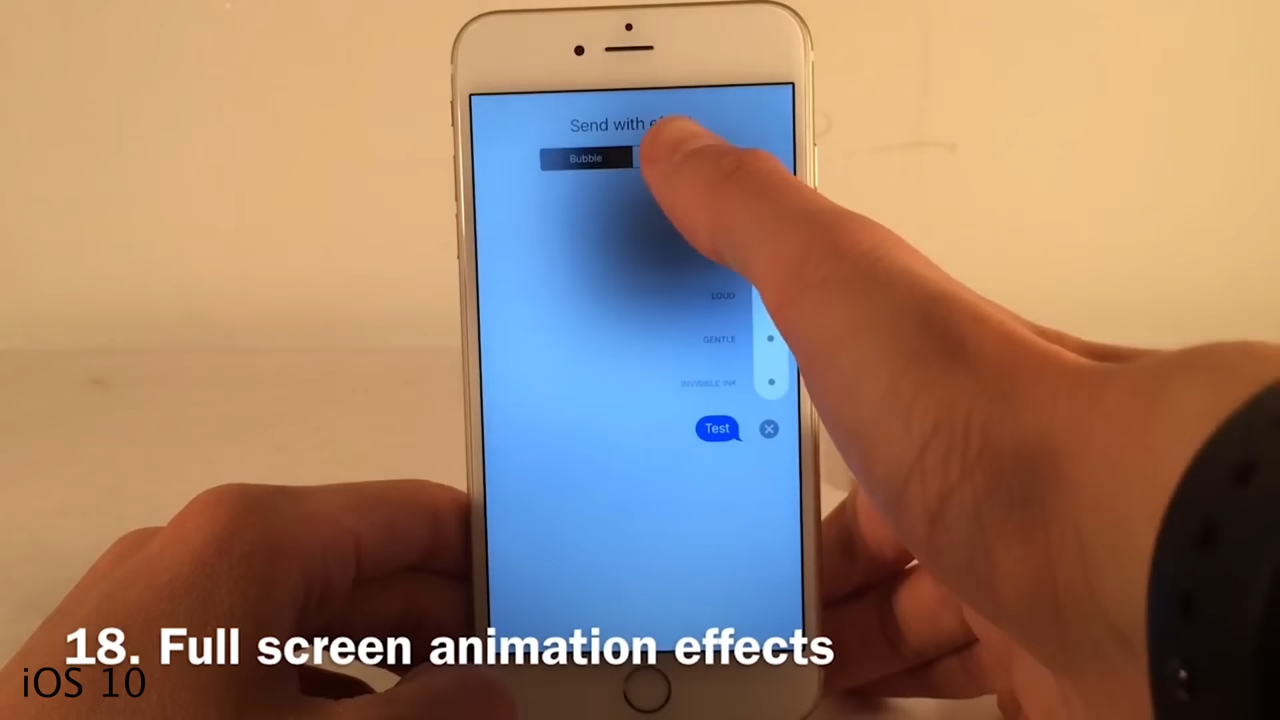 Send with
Bubble
LOUD
GENTLE
INVISIBLE INK
Test
18. Full screen animation effects
iOS 10